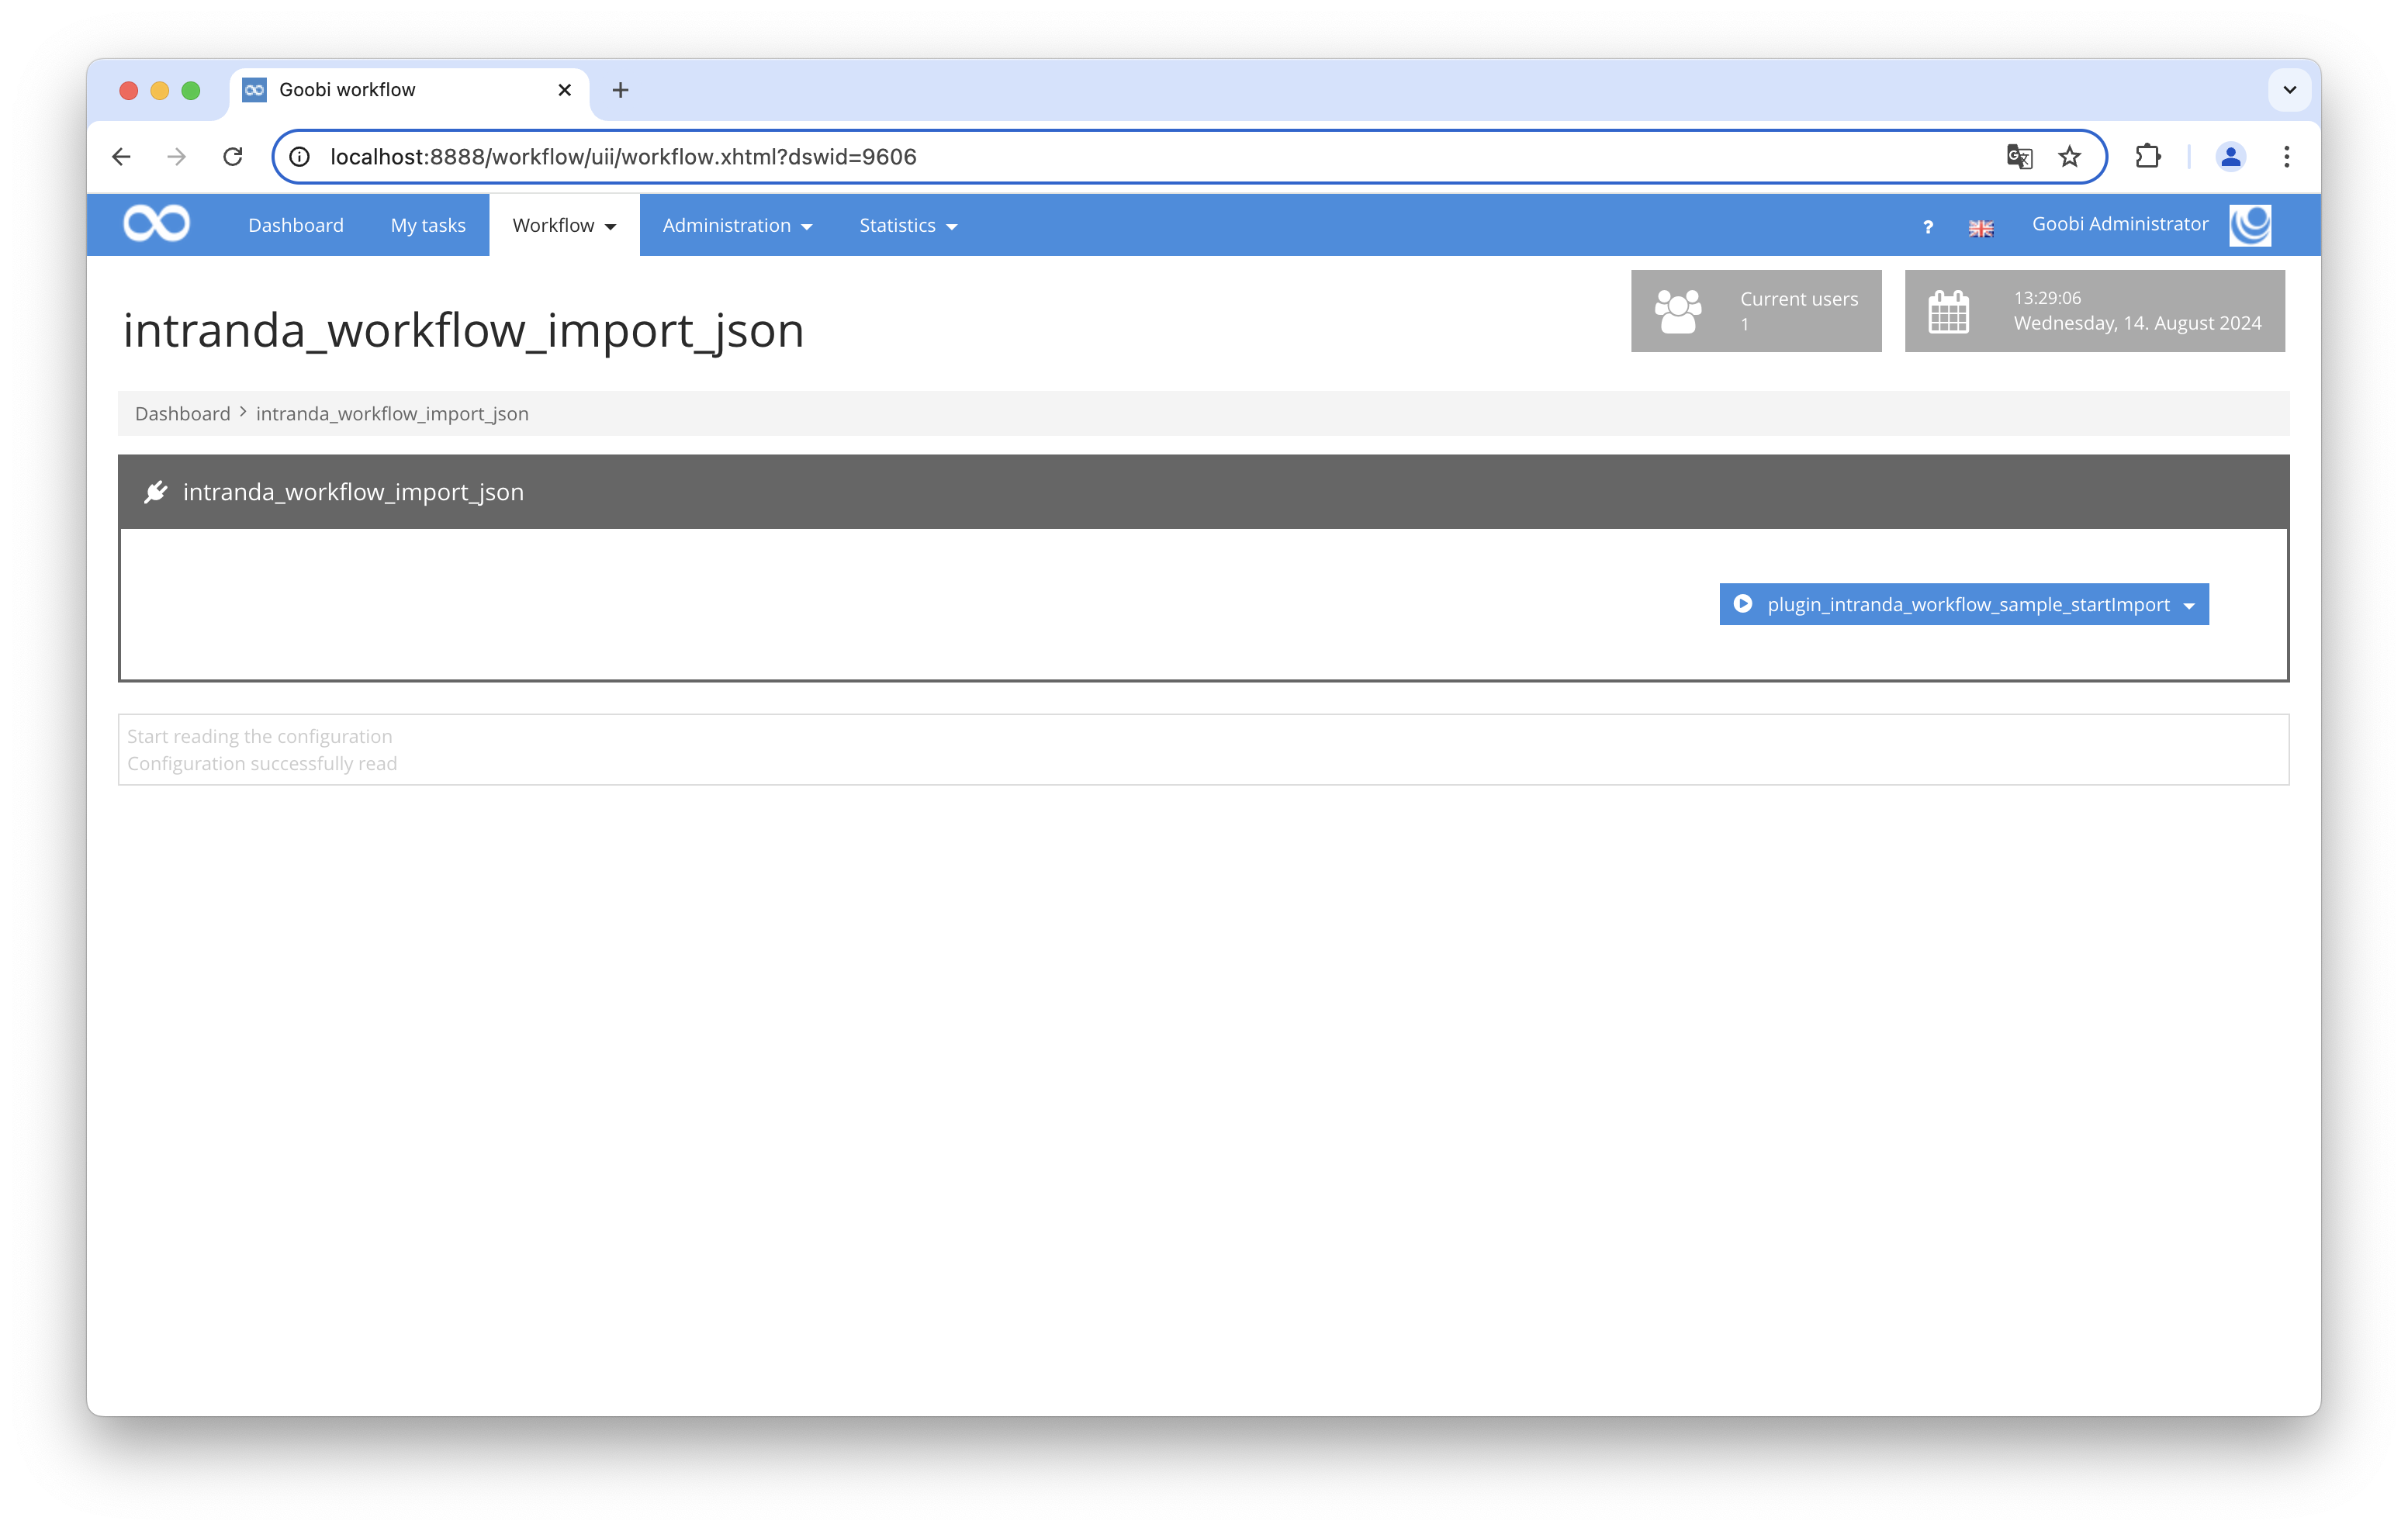 Goobi workflow
localhost:8888/workflow/uii/workflow.xhtml?dswid=9606
Dashboard My tasks Workflow Administration Statistics ? Goobi Administrator
intranda_workflow_import_json
Current users
1
13:29:06
Wednesday, 14. August 2024
Dashboard > intranda_workflow_import_json
intranda_workflow_import_json
plugin_intranda_workflow_sample_startImport
Start reading the configuration
Configuration successfully read